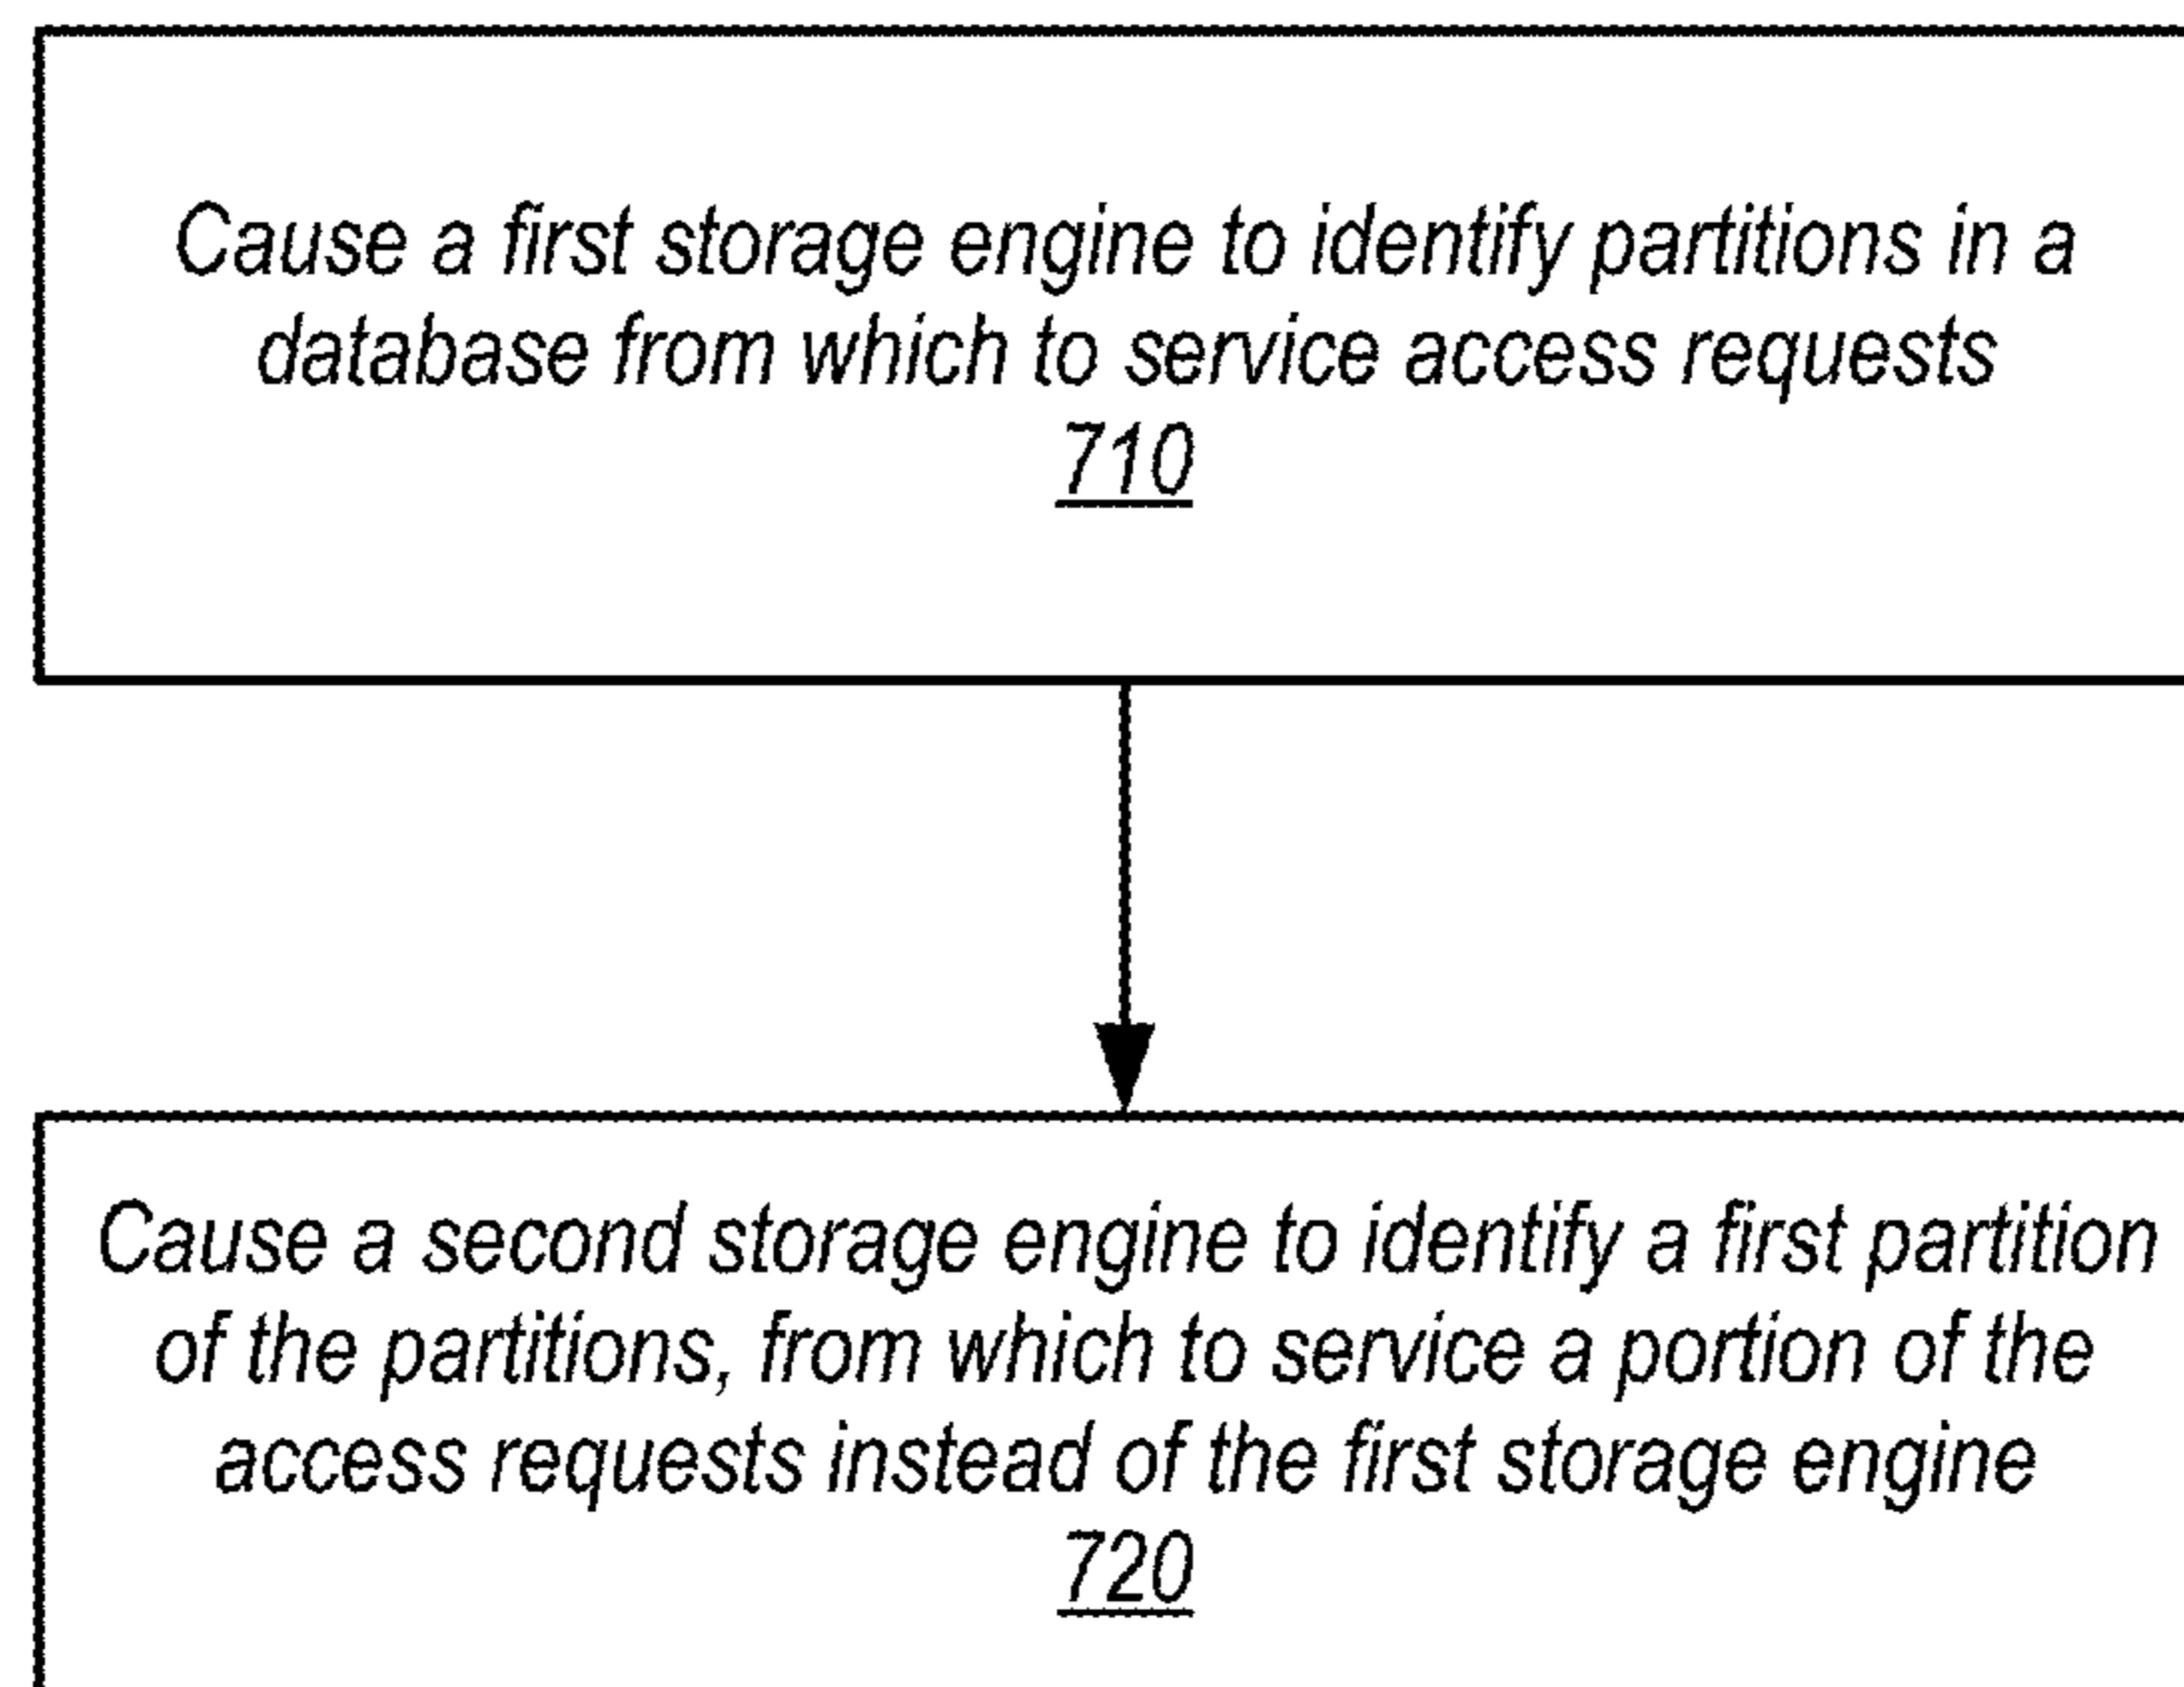 Cause a first storage engine to identify partitions in a
database from which to service access requests
710
Cause a second storage engine to identify a first partition
of the partitions, from which to service a portion of the
access requests instead of the first storage engine
720